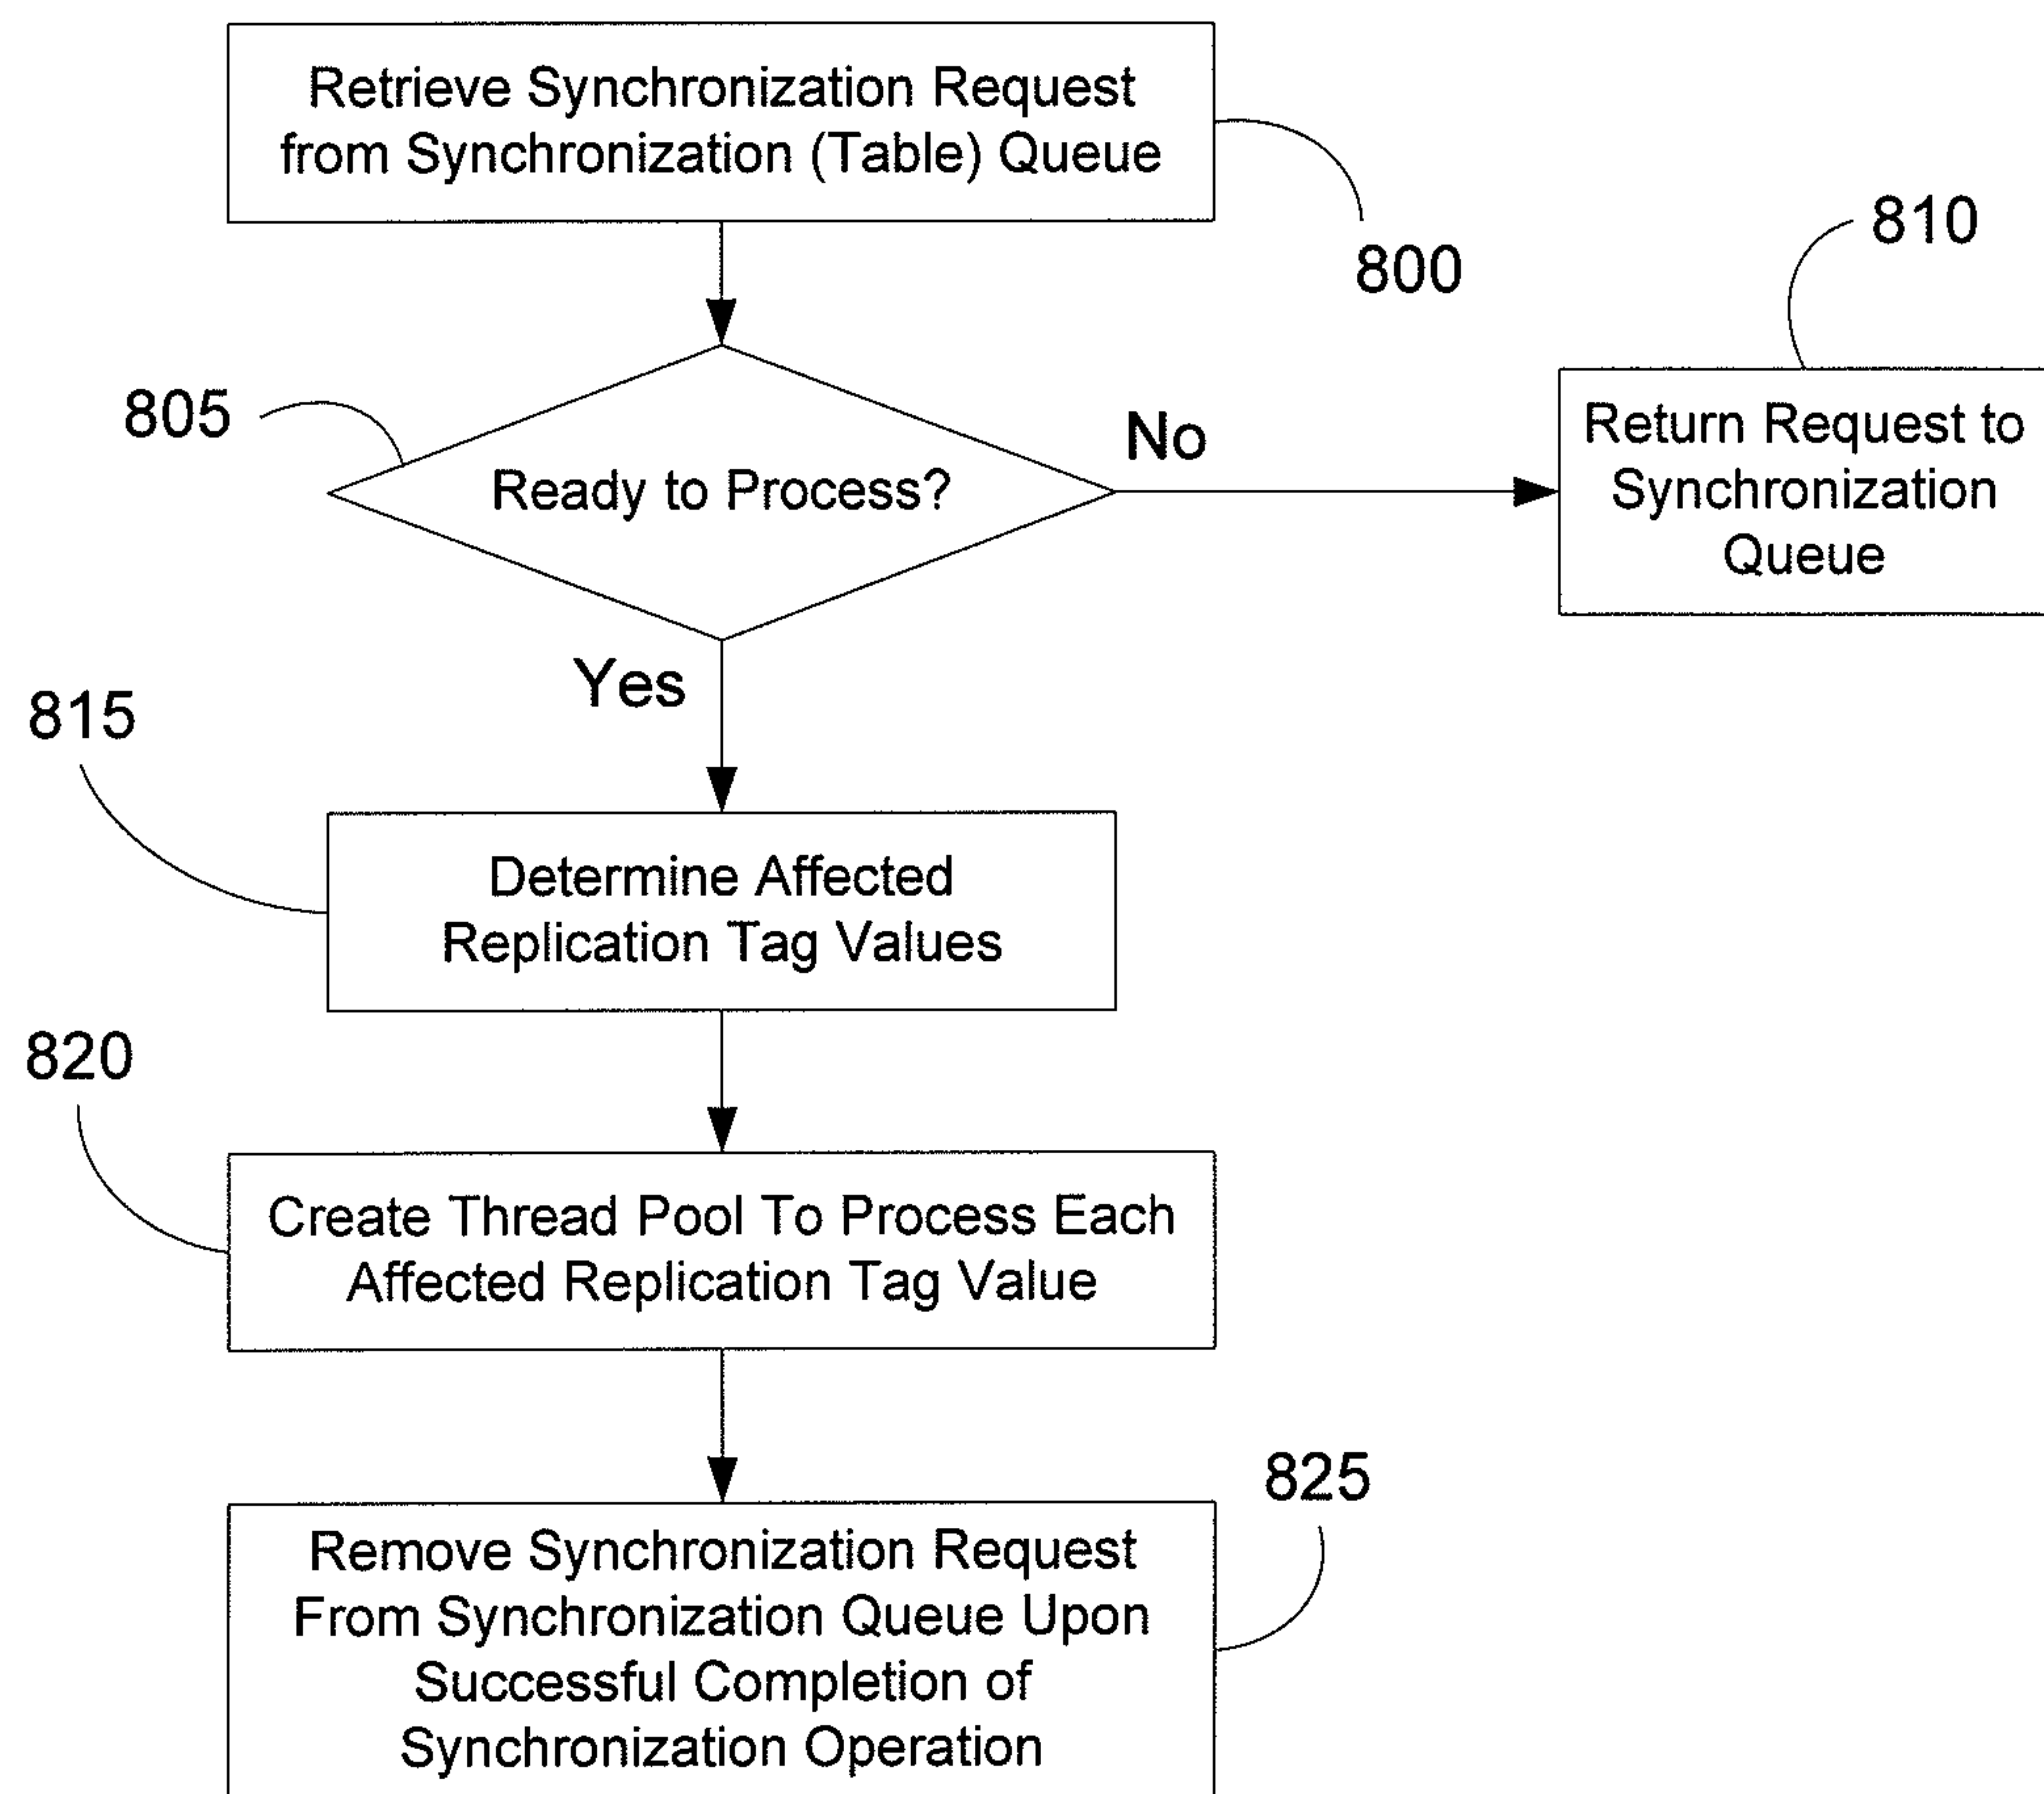 Retrieve Synchronization Request
from Synchronization (Table) Queue
800
810
805
Ready to Process?
No
Return Request to
Synchronization
Queue
Yes
815
Determine Affected
Replication Tag Values
820
Create Thread Pool To Process Each
Affected Replication Tag Value
825
Remove Synchronization Request
From Synchronization Queue Upon
Successful Completion of
Synchronization Operation